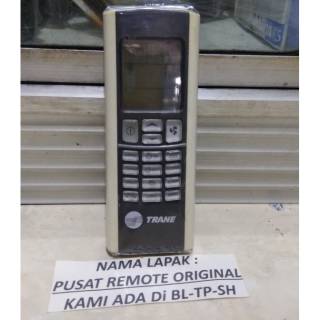 TRANE
NAMA LAPAK :
PUSAT REMOTE ORIGINAL
KAMI ADA Di BL-TP-SH